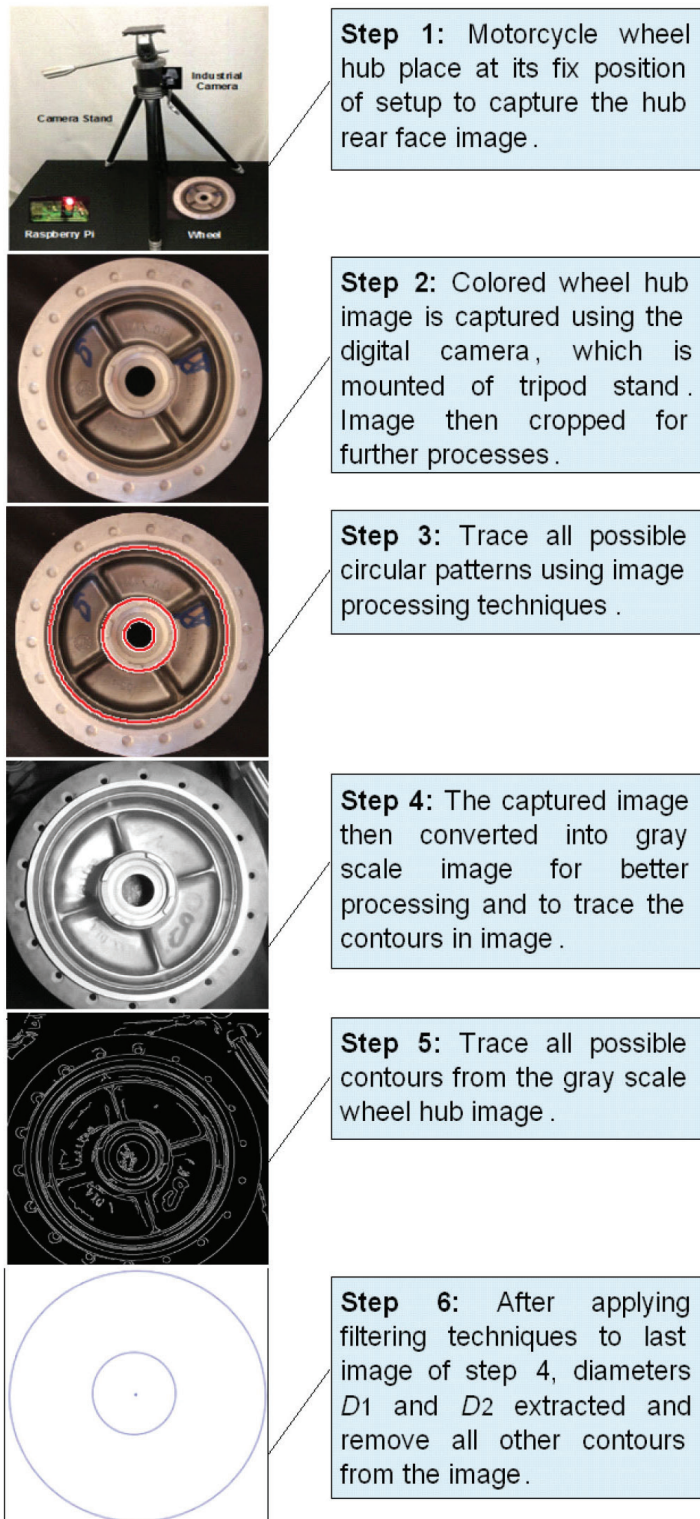 Industrial
Camera
Camera Stand
Raspberry Pi
Wheel
Step 1: Motorcycle wheel
hub place at its fix position
of setup to capture the hub
rear face image.
Step 2: Colored wheel hub
image is captured using the
digital camera, which is
mounted of tripod stand.
Image then cropped for
further processes.
Step 3: Trace all possible
circular patterns using image
processing techniques.
Step 4: The captured image
then converted into gray
scale image for better
processing and to trace the
contours in image.
Step 5: Trace all possible
contours from the gray scale
wheel hub image.
Step 6: After applying
filtering techniques to last
image of step 4, diameters
D1 and D2 extracted and
remove all other contours
from the image.